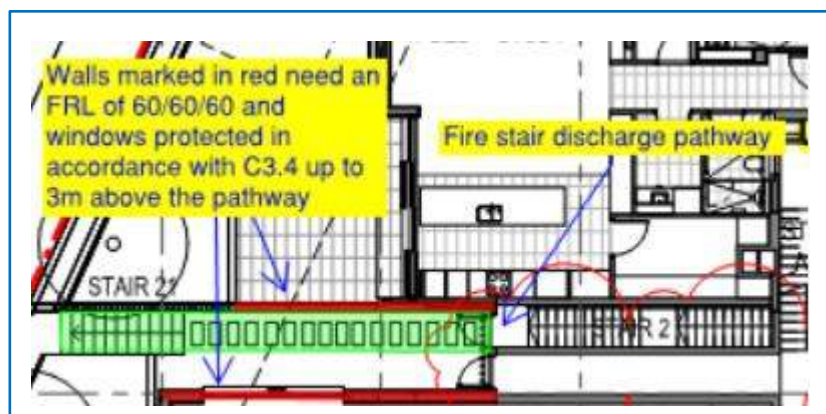 Walls marked in red need an
FRL of 60/60/60 and
windows protected in
accordance with C3.4 up to
3m above the pathway
Fire stair discharge pathway
STAIR 21
STAIR 2